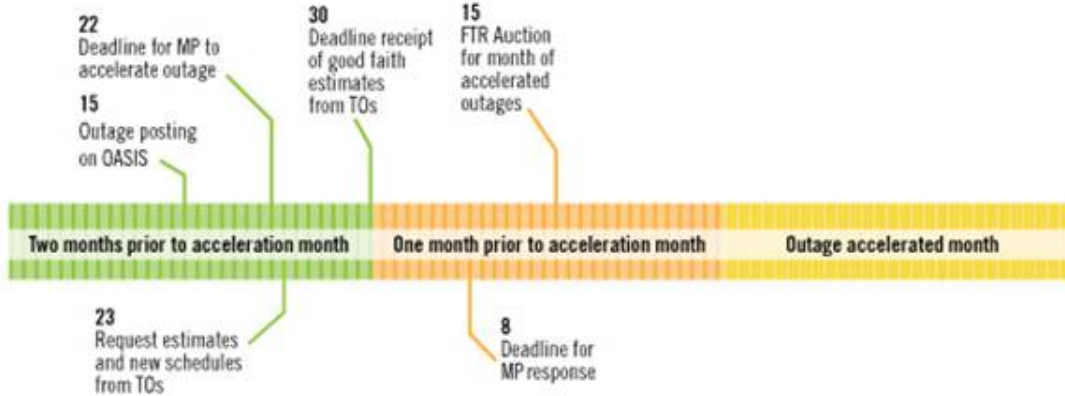 22
Deadline for MP to
accelerate outage
15
Outage posting
on OASIS
30
Deadline receipt
of good faith
estimates
from TOs
15
FTR Auction
for month of
accelerated
outages
Two months prior to acceleration month
One month prior to acceleration month
Outage accelerated month
23
Request estimates
and new schedules
from TOs
8
Deadline for
MP response